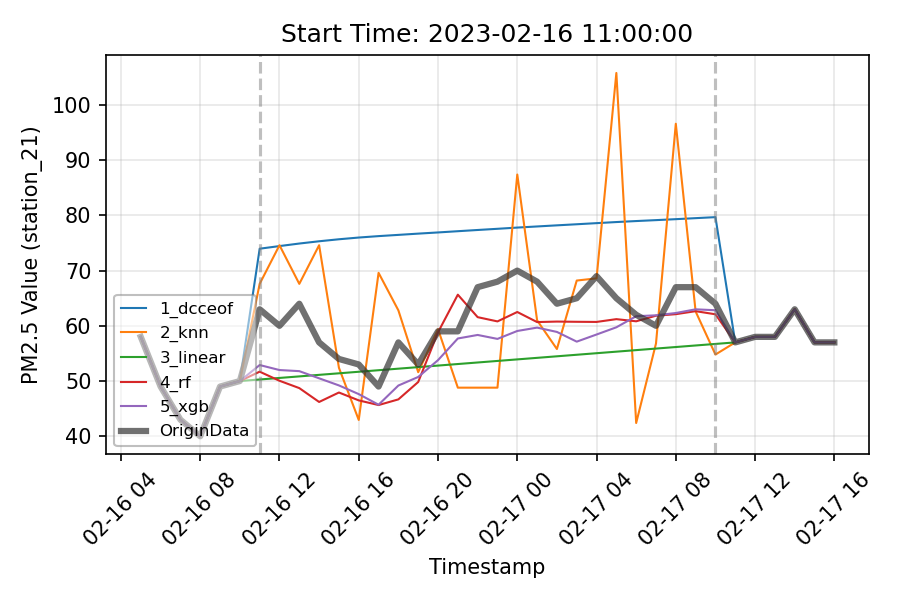 Start Time: 2023-02-16 11:00:00
PM2.5 Value (station_21)
100
90
80
70
60
50
40
1_dcceof
2_knn
3_linear
4_rf
5_xgb
OriginData
02-16 04
02-16 08
02-16 12
02-16 16
02-16 20
02-17 00
02-17 04
02-17 08
02-17 12
02-17 16
Timestamp